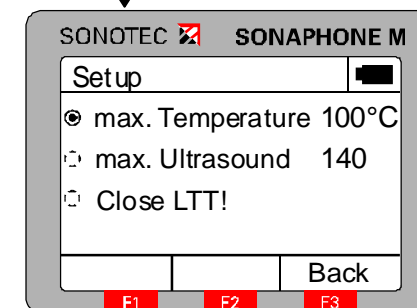 SONOTEC SONAPHONE M
Setup
max. Temperature 100°C
max. Ultrasound 140
Close LTT!
Back
F1 F2 F3